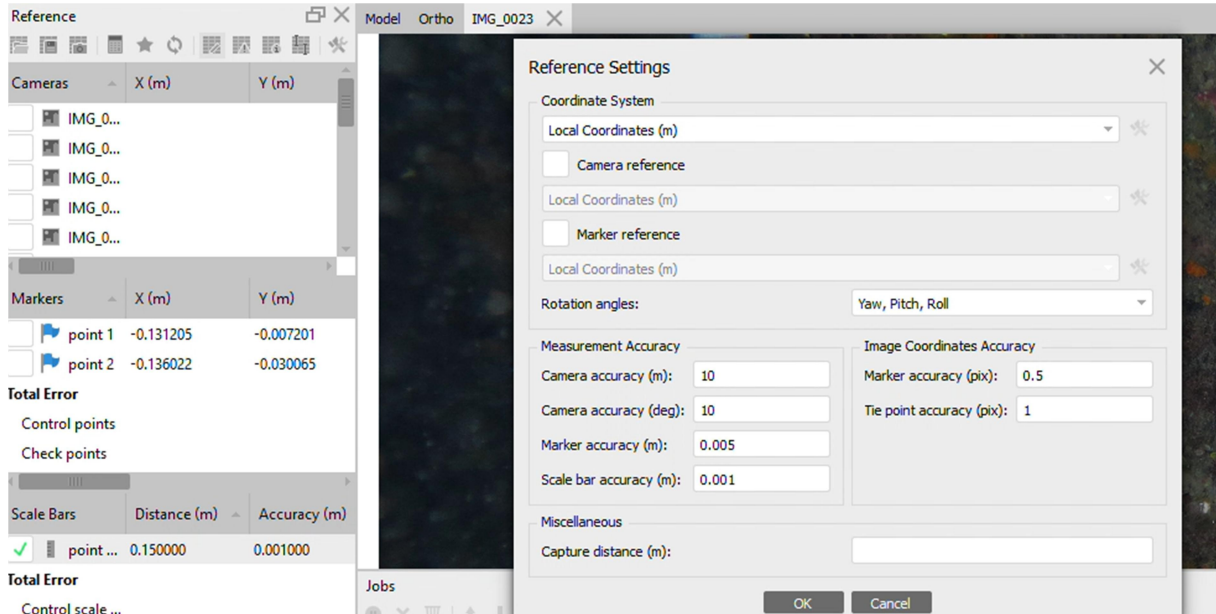 Reference
Cameras X (m) Y (m)
IMG_0...
IMG_0...
IMG_0...
IMG_0...
IMG_0...
Markers X (m) Y (m)
point 1 -0.131205 -0.007201
point 2 -0.136022 -0.030065
Total Error
Control points
Check points
Scale Bars Distance (m) Accuracy (m)
point ... 0.150000 0.001000
Total Error
Control scale ...
Model Ortho IMG_0023
Reference Settings
Coordinate System
Local Coordinates (m)
Camera reference
Local Coordinates (m)
Marker reference
Local Coordinates (m)
Rotation angles: Yaw, Pitch, Roll
Measurement Accuracy
Camera accuracy (m): 10
Camera accuracy (deg): 10
Marker accuracy (m): 0.005
Scale bar accuracy (m): 0.001
Image Coordinates Accuracy
Marker accuracy (pix): 0.5
Tie point accuracy (pix): 1
Miscellaneous
Capture distance (m):
OK Cancel
Jobs